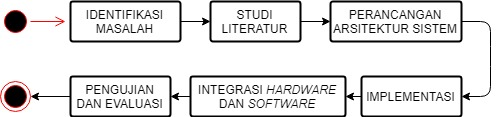 IDENTIFIKASI
MASALAH
STUDI
LITERATUR
PERANCANGAN
ARSITEKTUR SISTEM
IMPLEMENTASI
INTEGRASI HARDWARE
DAN SOFTWARE
PENGUJIAN
DAN EVALUASI